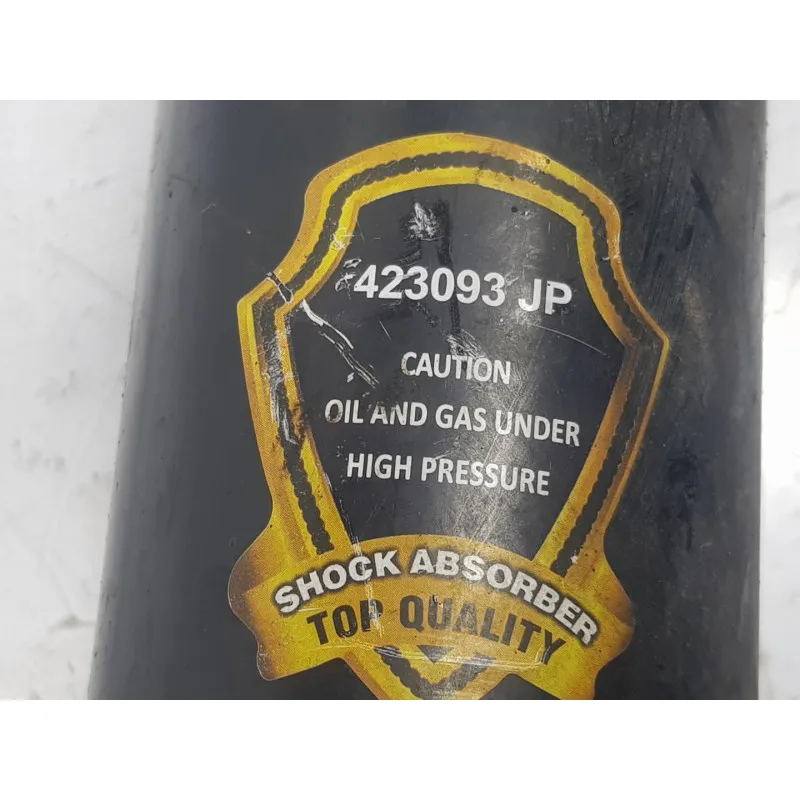 423093 JP
CAUTION
OIL AND GAS UNDER
HIGH PRESSURE
SHOCK ABSORBER
TOP QUALITY